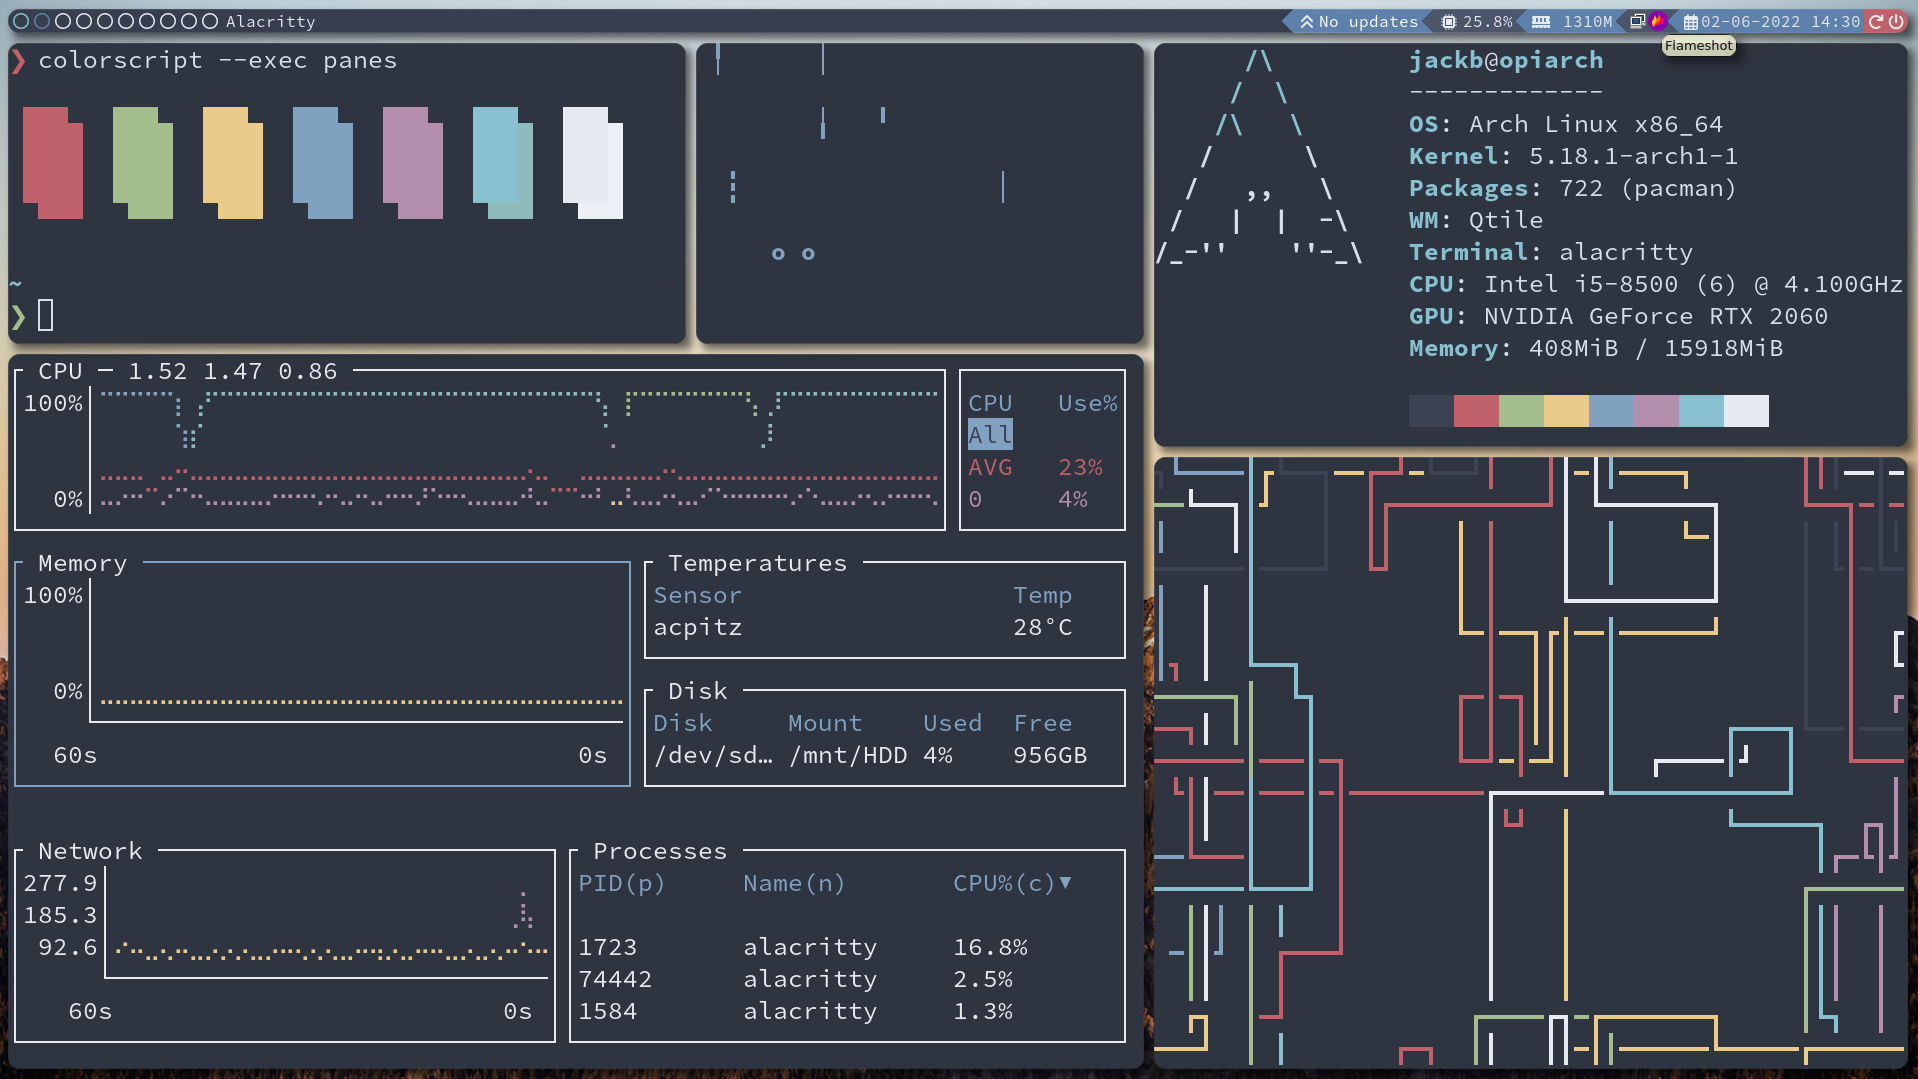 Alacritty
No updates 25.8% 1310M 02-06-2022 14:30
Flameshot
❯ colorscript --exec panes
~
❯
o o
jackb@opiarch
-------------
OS: Arch Linux x86_64
Kernel: 5.18.1-arch1-1
Packages: 722 (pacman)
WM: Qtile
Terminal: alacritty
CPU: Intel i5-8500 (6) @ 4.100GHz
GPU: NVIDIA GeForce RTX 2060
Memory: 408MiB / 15918MiB
CPU — 1.52 1.47 0.86
100%
0%
CPU Use%
All
AVG 23%
0 4%
Memory
100%
0%
60s 0s
Temperatures
Sensor Temp
acpitz 28°C
Disk
Disk Mount Used Free
/dev/sd… /mnt/HDD 4% 956GB
Network
277.9
185.3
92.6
60s 0s
Processes
PID(p) Name(n) CPU%(c)▼
1723 alacritty 16.8%
74442 alacritty 2.5%
1584 alacritty 1.3%